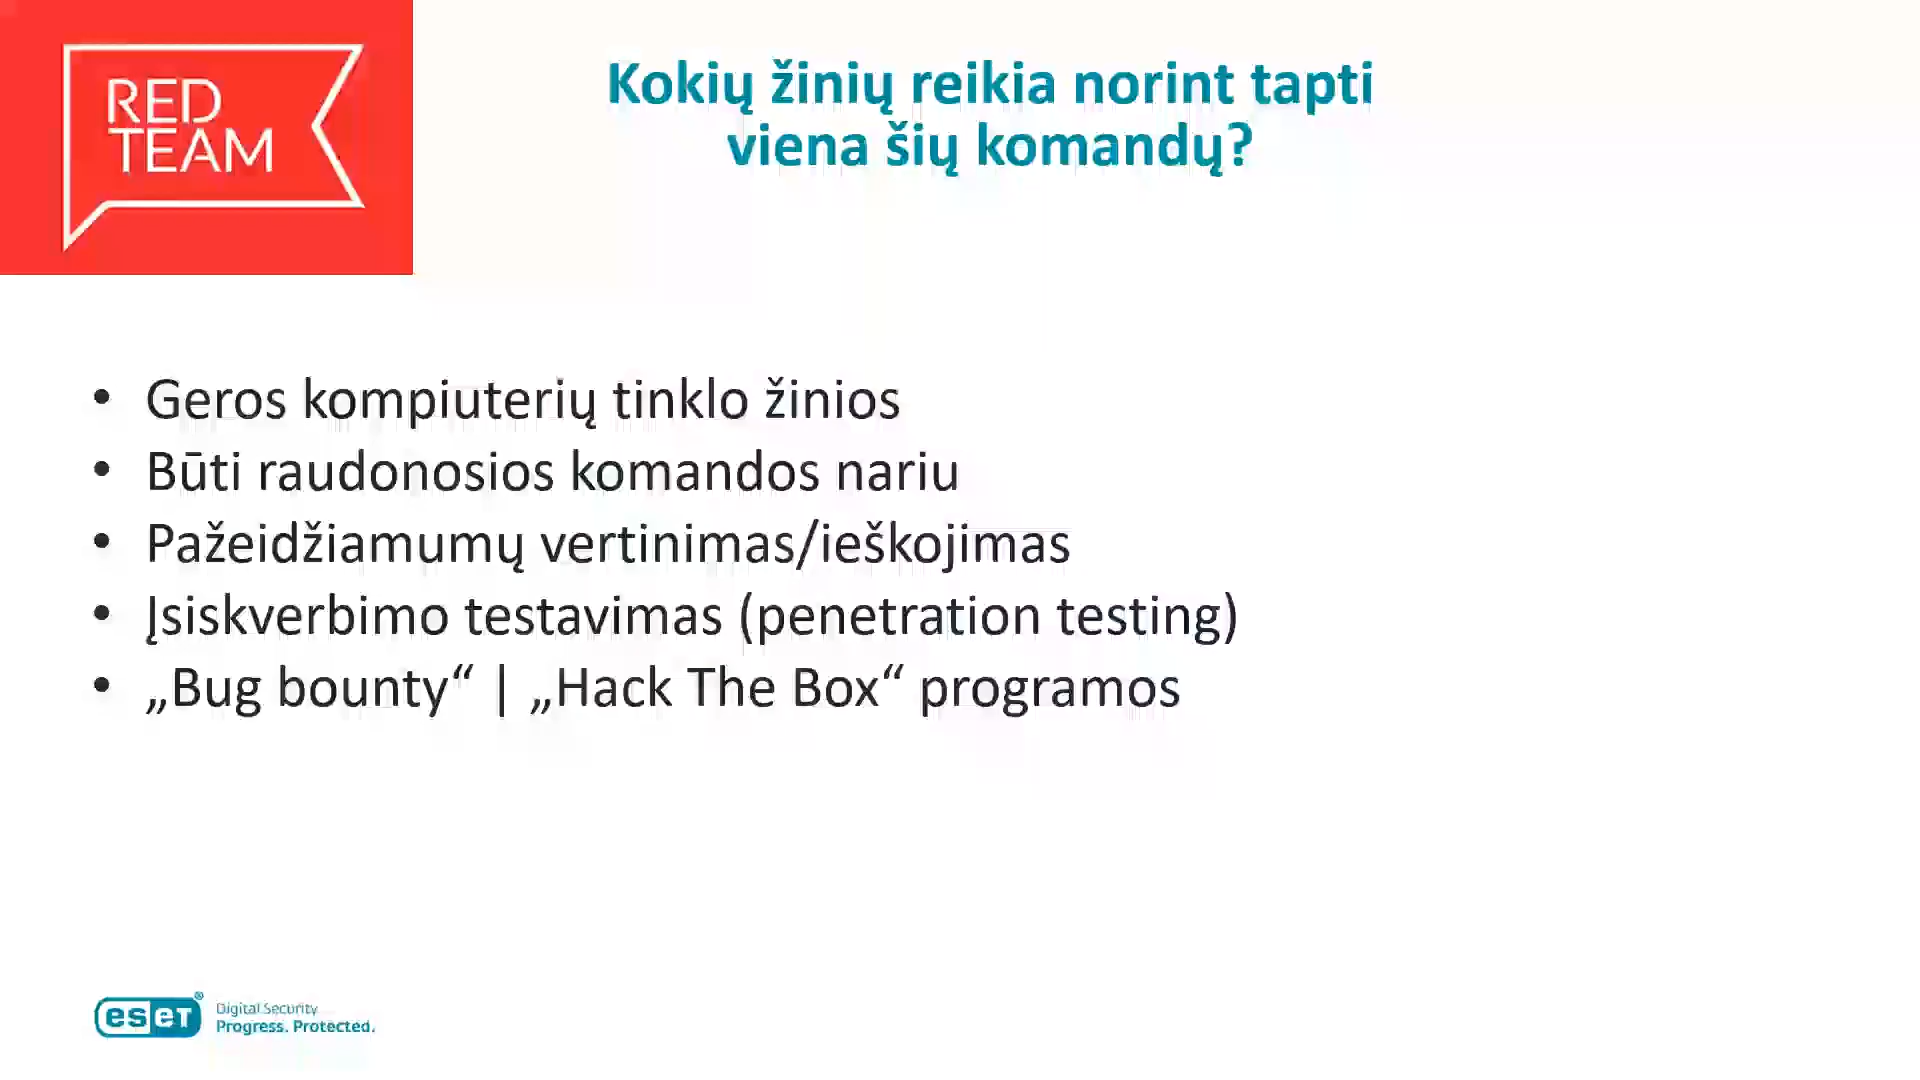 RED
TEAM
Kokių žinių reikia norint tapti
viena šių komandų?
• Geros kompiuterių tinklo žinios
• Būti raudonosios komandos nariu
• Pažeidžiamumų vertinimas/ieškojimas
• Įsiskverbimo testavimas (penetration testing)
• „Bug bounty“ | „Hack The Box“ programos
eseT®
Digital Security
Progress. Protected.